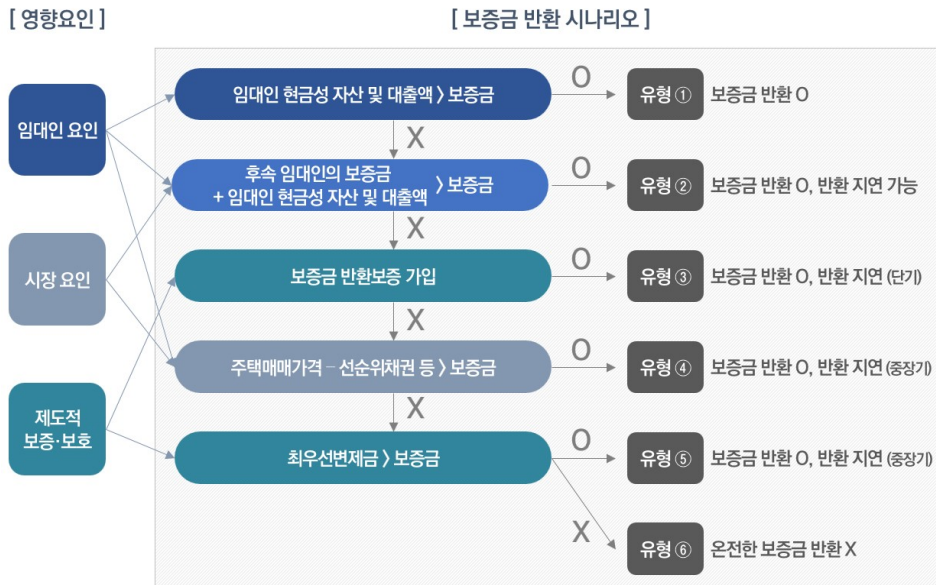 [ 영향요인 ]
[ 보증금 반환 시나리오 ]
임대인 요인
시장 요인
제도적
보증·보호
임대인 현금성 자산 및 대출액 > 보증금
O
유형 ①
보증금 반환 O
X
후속 임대인의 보증금
+ 임대인 현금성 자산 및 대출액
> 보증금
O
유형 ②
보증금 반환 O, 반환 지연 가능
X
보증금 반환보증 가입
O
유형 ③
보증금 반환 O, 반환 지연 (단기)
X
주택매매가격 – 선순위채권 등 > 보증금
O
유형 ④
보증금 반환 O, 반환 지연 (중장기)
X
최우선변제금 > 보증금
O
유형 ⑤
보증금 반환 O, 반환 지연 (중장기)
X
유형 ⑥
온전한 보증금 반환 X